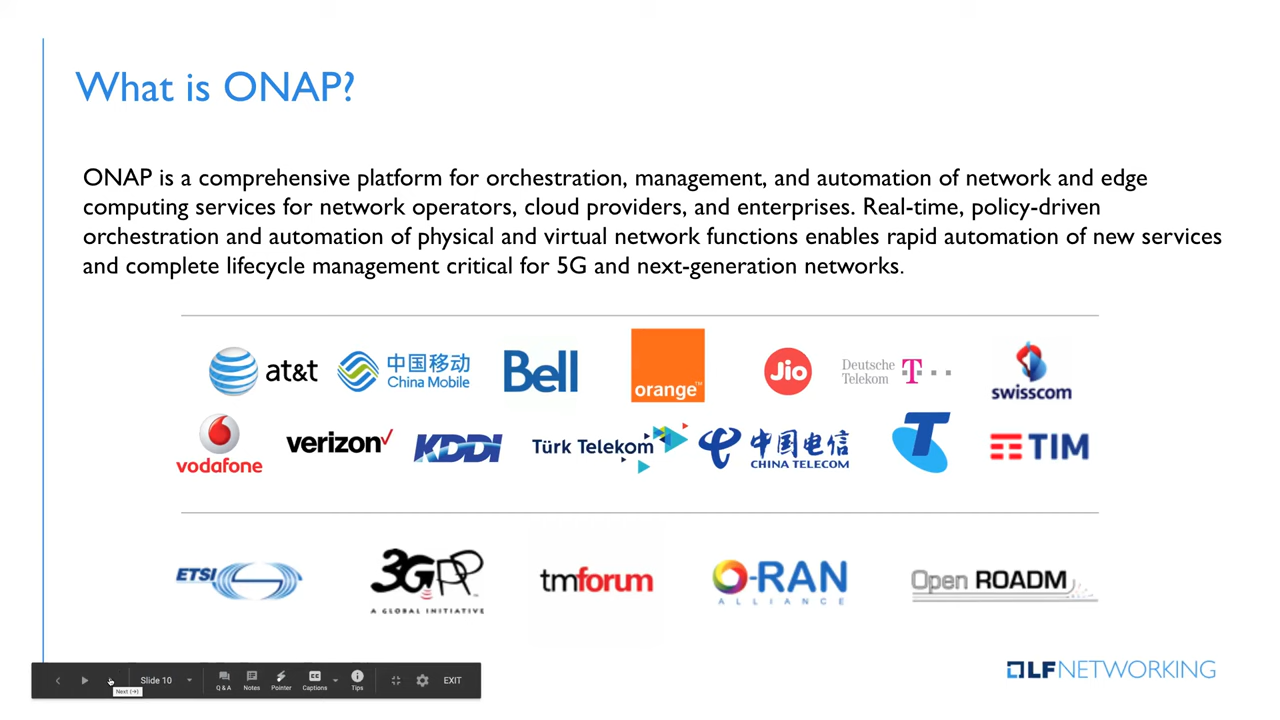 What is ONAP?
ONAP is a comprehensive platform for orchestration, management, and automation of network and edge
computing services for network operators, cloud providers, and enterprises. Real-time, policy-driven
orchestration and automation of physical and virtual network functions enables rapid automation of new services
and complete lifecycle management critical for 5G and next-generation networks.
at&t
中国移动
China Mobile
Bell
orange™
Jio
Deutsche
Telekom
T
swisscom
vodafone
verizon✓
KDDI
Türk Telekom
中国电信
CHINA TELECOM
T
TIM
ETSI
3GPP
A GLOBAL INITIATIVE
tmforum
O-RAN
ALLIANCE
Open ROADM
Slide 10
Q & A
Notes
Pointer
Captions
Tips
EXIT
Next (→)
LFNETWORKING